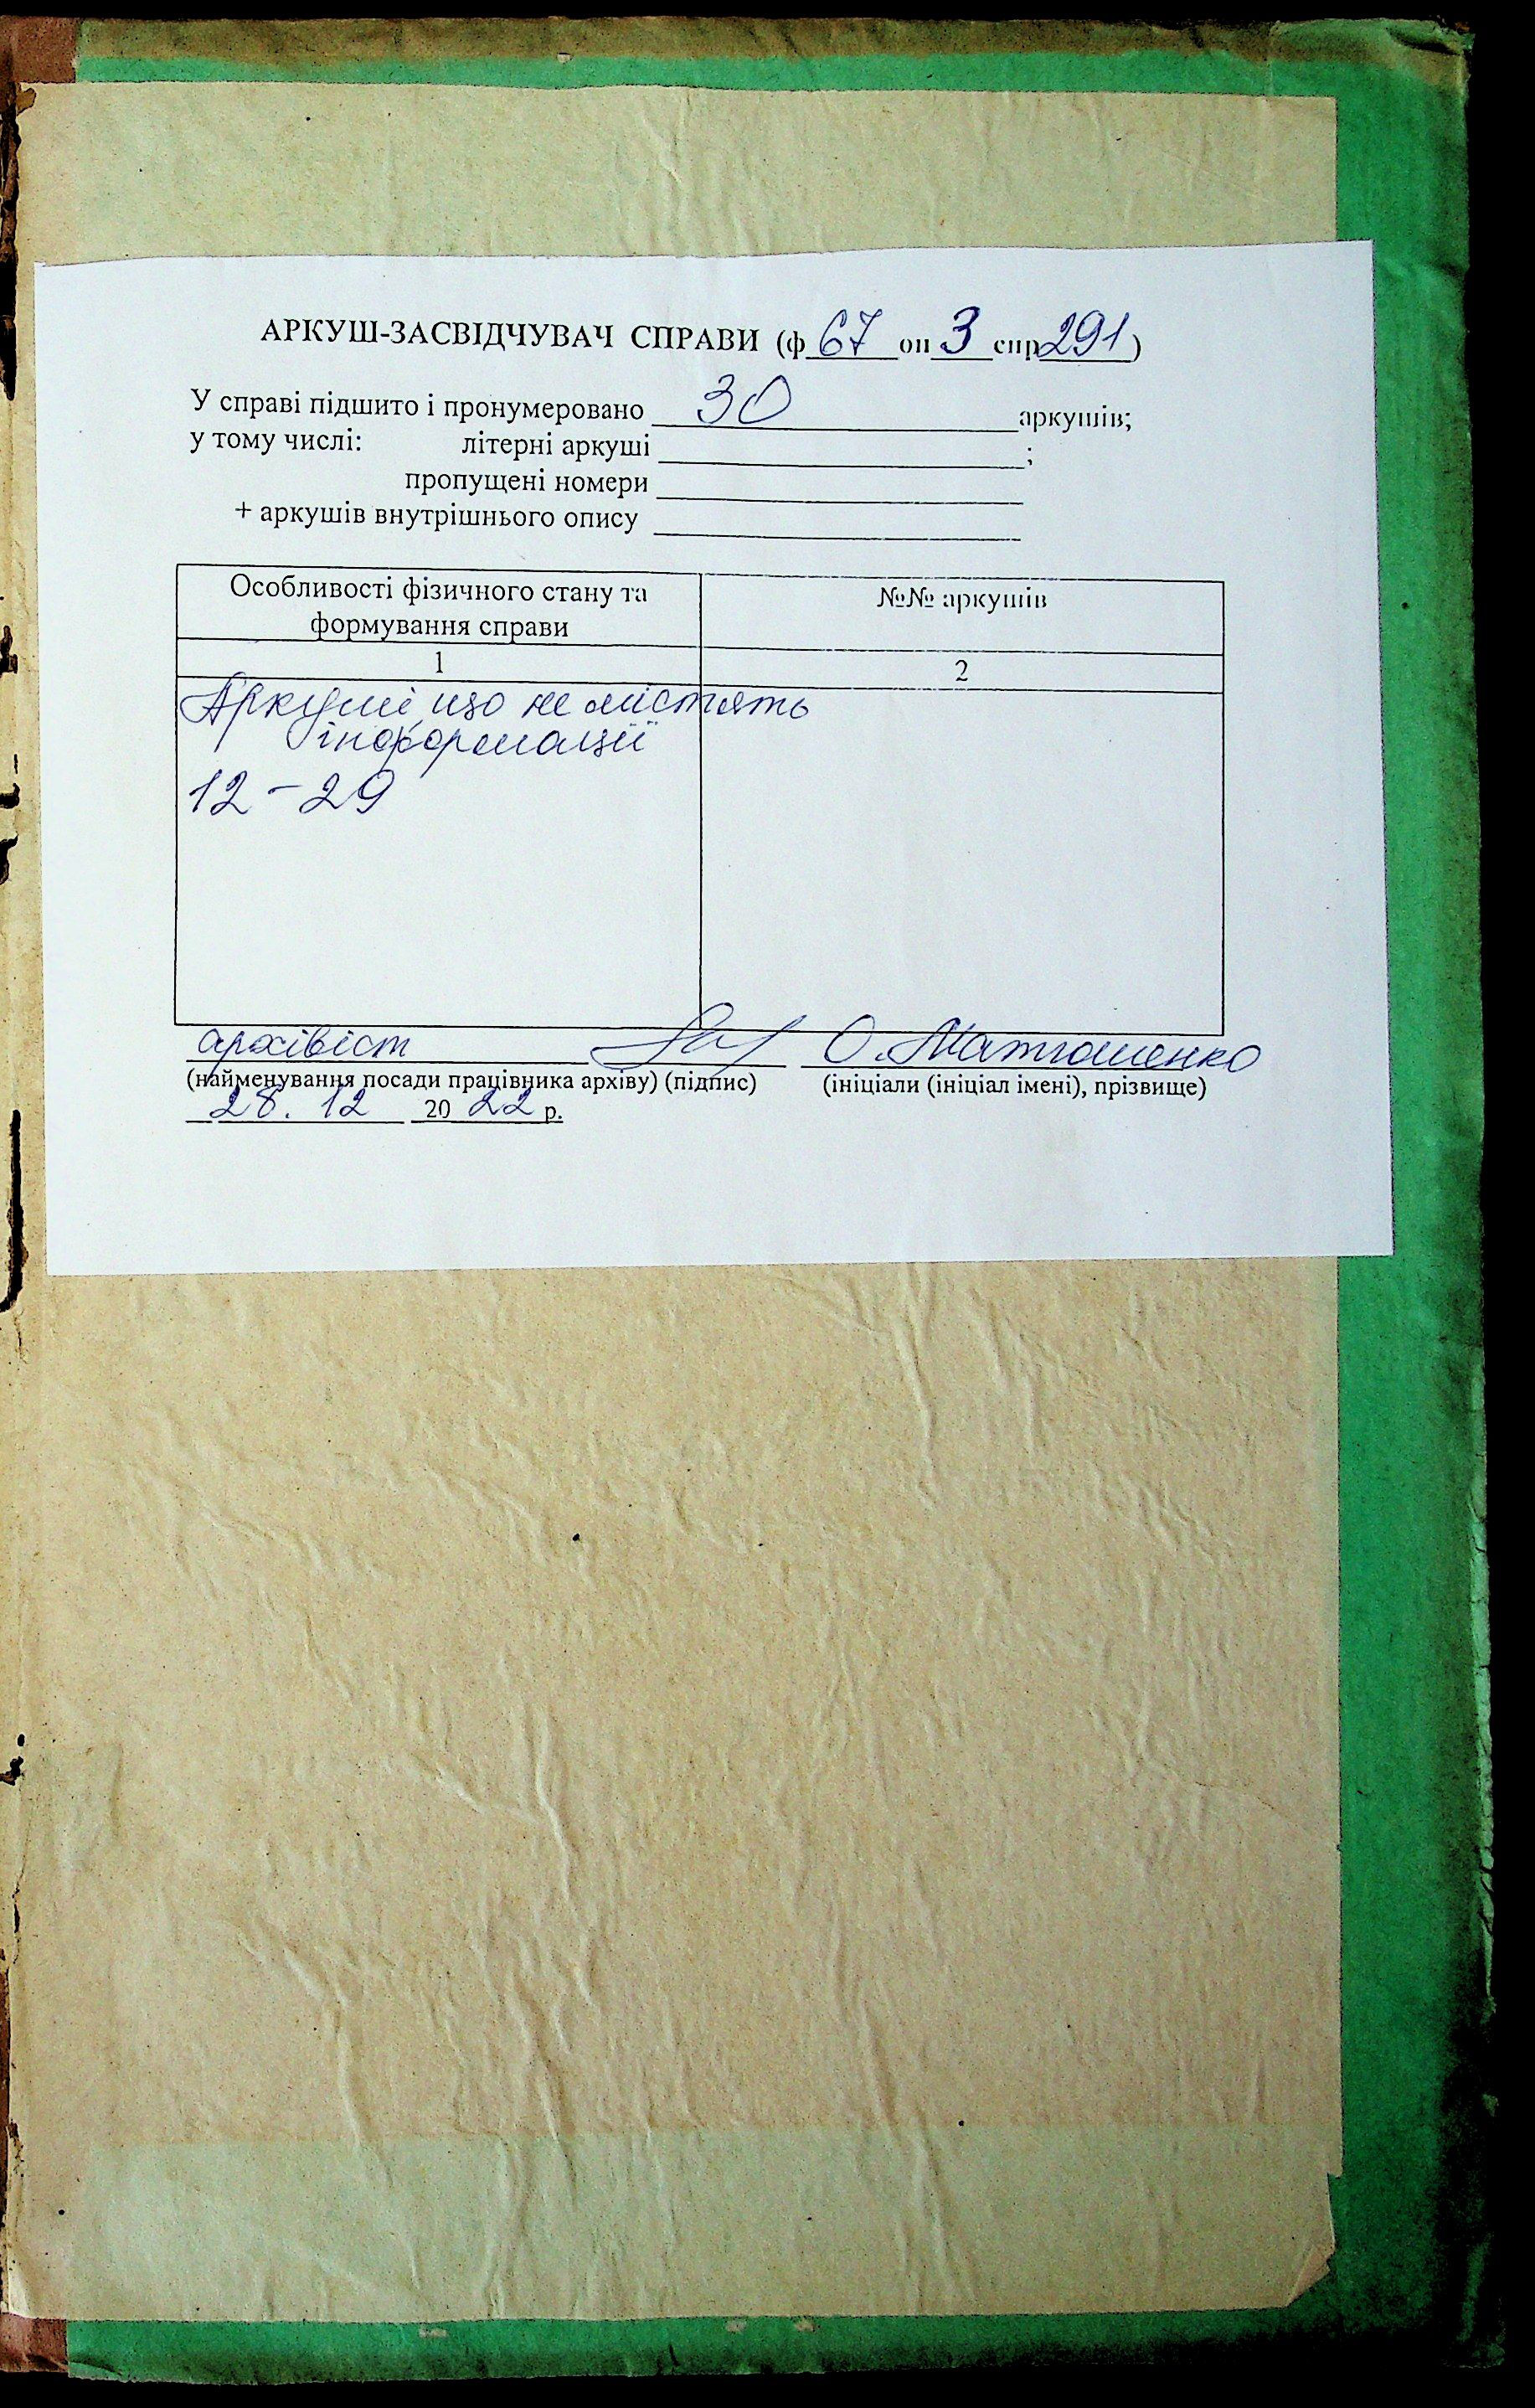 АРКУШ-ЗАСВІДЧУВАЧ СПРАВИ (ф 67 оп 3 спр 291)
У справі підшито і пронумеровано 30 аркушів;
у тому числі: літерні аркуші ;
пропущені номери
+ аркушів внутрішнього опису
Особливості фізичного стану та
формування справи
№№ аркушів
1
2
Аркуші що не містять
інформації
12-29
архівіст О. Матюшенко
(найменування посади працівника архіву) (підпис) (ініціали (ініціал імені), прізвище)
28. 12 2022 р.